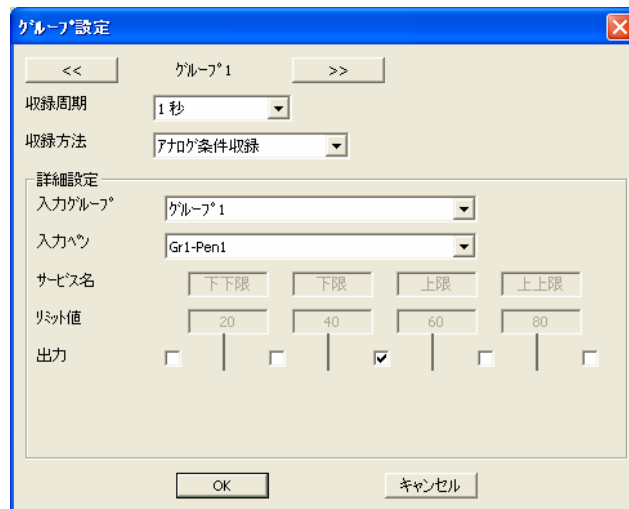 ｸﾞﾙｰﾌﾟ設定
<< ｸﾞﾙｰﾌﾟ1 >>
収録周期 1 秒
収録方法 ｱﾅﾛｸﾞ条件収録
詳細設定
入力ｸﾞﾙｰﾌﾟ ｸﾞﾙｰﾌﾟ1
入力ﾍﾟﾝ Gr1-Pen1
ｻｰﾋﾞｽ名 下下限 下限 上限 上上限
ﾘﾐｯﾄ値 20 40 60 80
出力
OK キャンセル